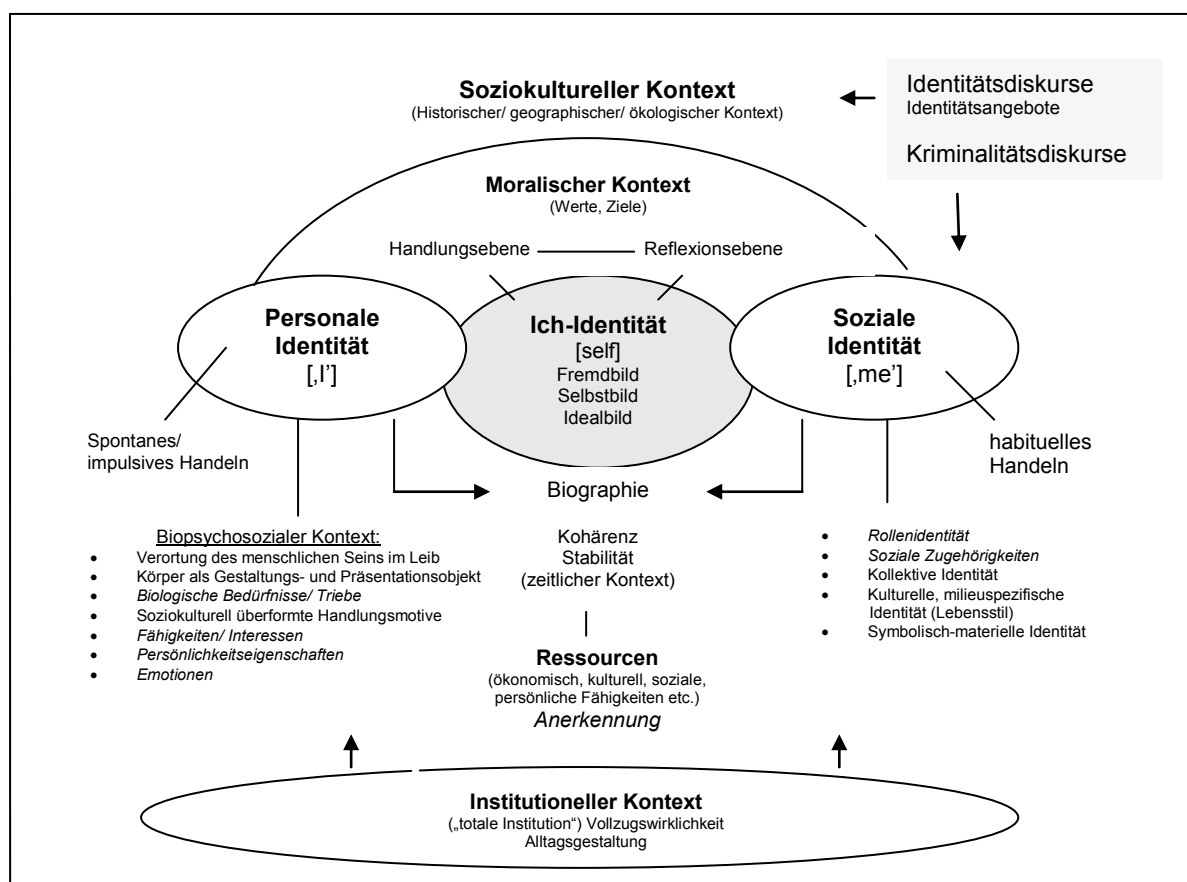 Soziokultureller Kontext
(Historischer/ geographischer/ ökologischer Kontext)
Identitätsdiskurse
Identitätsangebote
Kriminalitätsdiskurse
Moralischer Kontext
(Werte, Ziele)
Handlungsebene
Reflexionsebene
Personale
Identität
[‚I’]
Ich-Identität
[self]
Fremdbild
Selbstbild
Idealbild
Soziale
Identität
[‚me’]
Spontanes/
impulsives Handeln
habituelles
Handeln
Biographie
Biopsychosozialer Kontext:
• Verortung des menschlichen Seins im Leib
• Körper als Gestaltungs- und Präsentationsobjekt
• Biologische Bedürfnisse/ Triebe
• Soziokulturell überformte Handlungsmotive
• Fähigkeiten/ Interessen
• Persönlichkeitseigenschaften
• Emotionen
Kohärenz
Stabilität
(zeitlicher Kontext)
• Rollenidentität
• Soziale Zugehörigkeiten
• Kollektive Identität
• Kulturelle, milieuspezifische
Identität (Lebensstil)
• Symbolisch-materielle Identität
Ressourcen
(ökonomisch, kulturell, soziale,
persönliche Fähigkeiten etc.)
Anerkennung
Institutioneller Kontext
(„totale Institution“) Vollzugswirklichkeit
Alltagsgestaltung